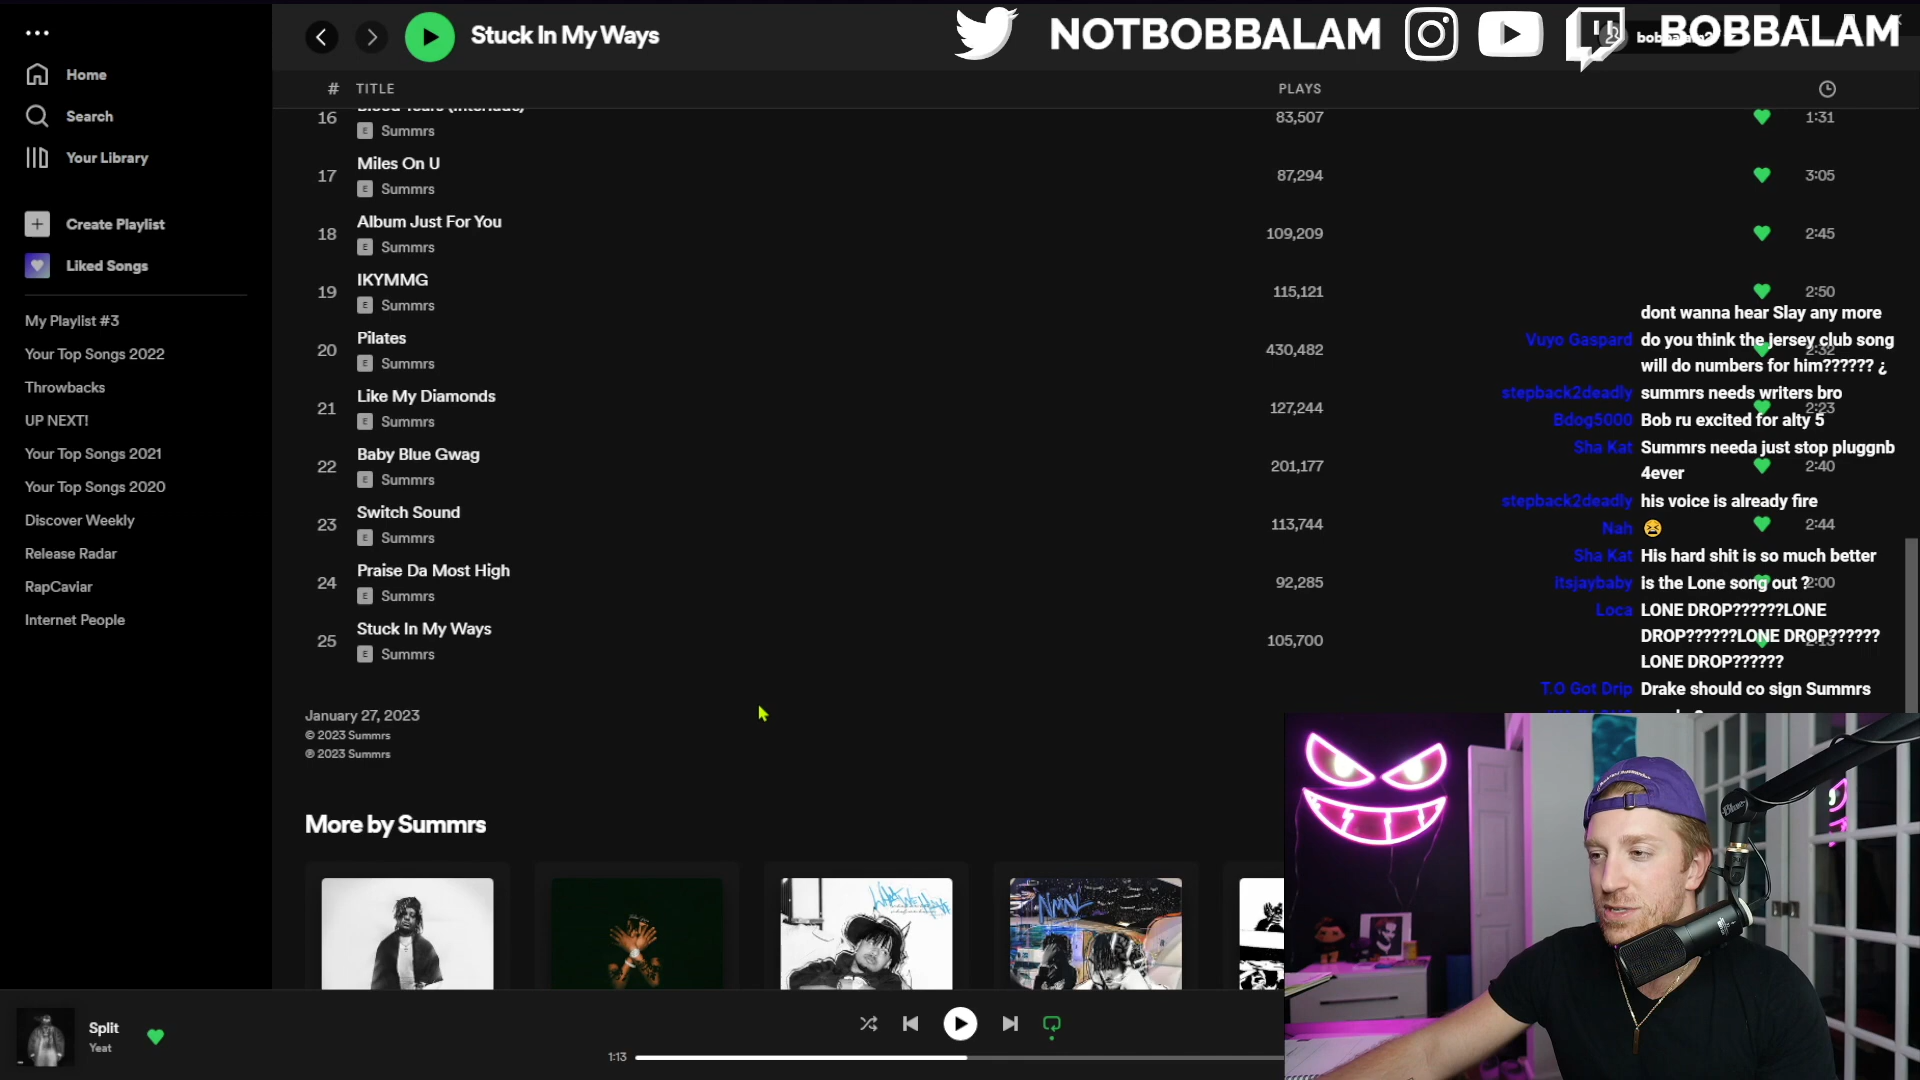 Stuck In My Ways
NOTBOBBALAM
BOBBALAM
Home
Search
Your Library
Create Playlist
Liked Songs
My Playlist #3
Your Top Songs 2022
Throwbacks
UP NEXT!
Your Top Songs 2021
Your Top Songs 2020
Discover Weekly
Release Radar
RapCaviar
Internet People
# TITLE PLAYS
16 83,507 1:31
E Summrs
17 Miles On U 87,294 3:05
E Summrs
18 Album Just For You 109,209 2:45
E Summrs
19 IKYMMG 115,121 2:50
E Summrs
20 Pilates 430,482 2:32
E Summrs
21 Like My Diamonds 127,244 2:23
E Summrs
22 Baby Blue Gwag 201,177 2:40
E Summrs
23 Switch Sound 113,744 2:44
E Summrs
24 Praise Da Most High 92,285 2:00
E Summrs
25 Stuck In My Ways 105,700
E Summrs
dont wanna hear Slay any more
Vuyo Gaspard do you think the jersey club song
will do numbers for him?????? ¿
stepback2deadly summrs needs writers bro
Bdog5000 Bob ru excited for alty 5
Sha Kat Summrs needa just stop pluggnb
4ever
stepback2deadly his voice is already fire
Nah 😫
Sha Kat His hard shit is so much better
Itsjaybaby is the Lone song out ?
Loca LONE DROP??????LONE
DROP??????LONE DROP??????
LONE DROP??????
T.O Got Drip Drake should co sign Summrs
January 27, 2023
© 2023 Summrs
℗ 2023 Summrs
More by Summrs
Split
Yeat
1:13